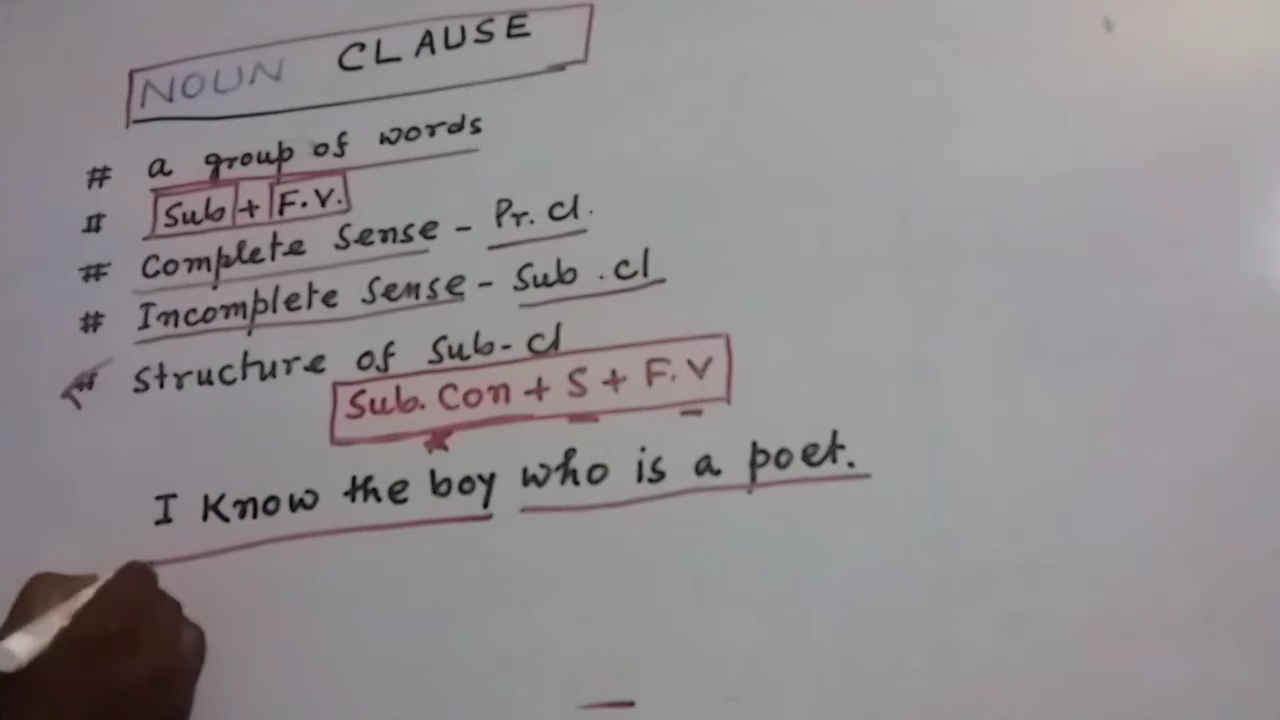 NOUN CLAUSE
# a group of words
# Sub + F.V.
# Complete sense - Pr. cl.
# Incomplete sense - Sub. cl
# Structure of Sub- cl
Sub. Con + S + F. V
I Know the boy who is a poet.